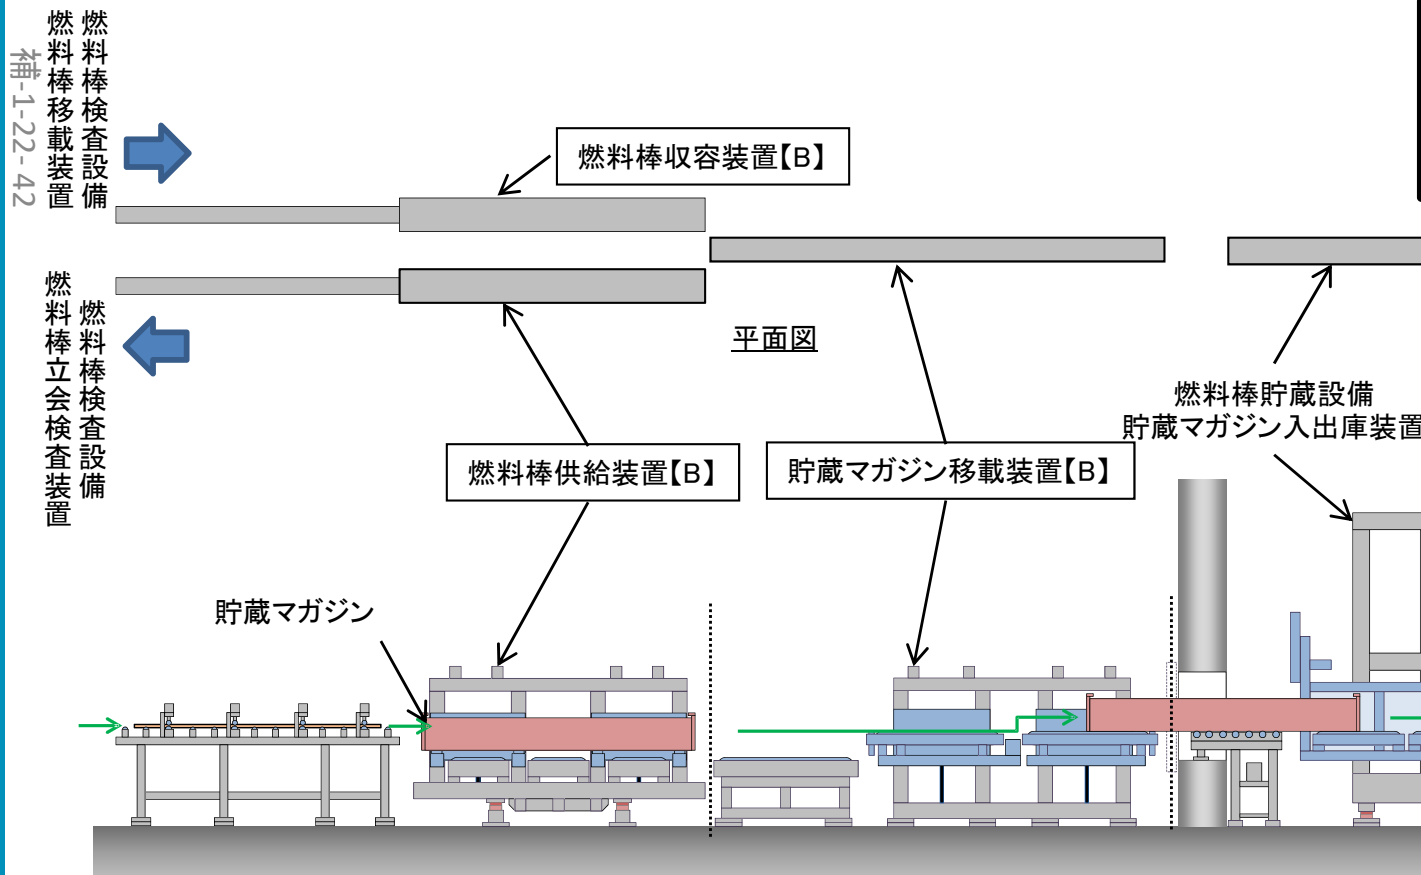 燃料棒検査設備
燃料棒移載装置
補-1-22-42
燃料棒収容装置【B】
燃料棒検査設備
燃料棒立会検査装置
平面図
燃料棒貯蔵設備
貯蔵マガジン入出庫装置
燃料棒供給装置【B】
貯蔵マガジン移載装置【B】
貯蔵マガジン